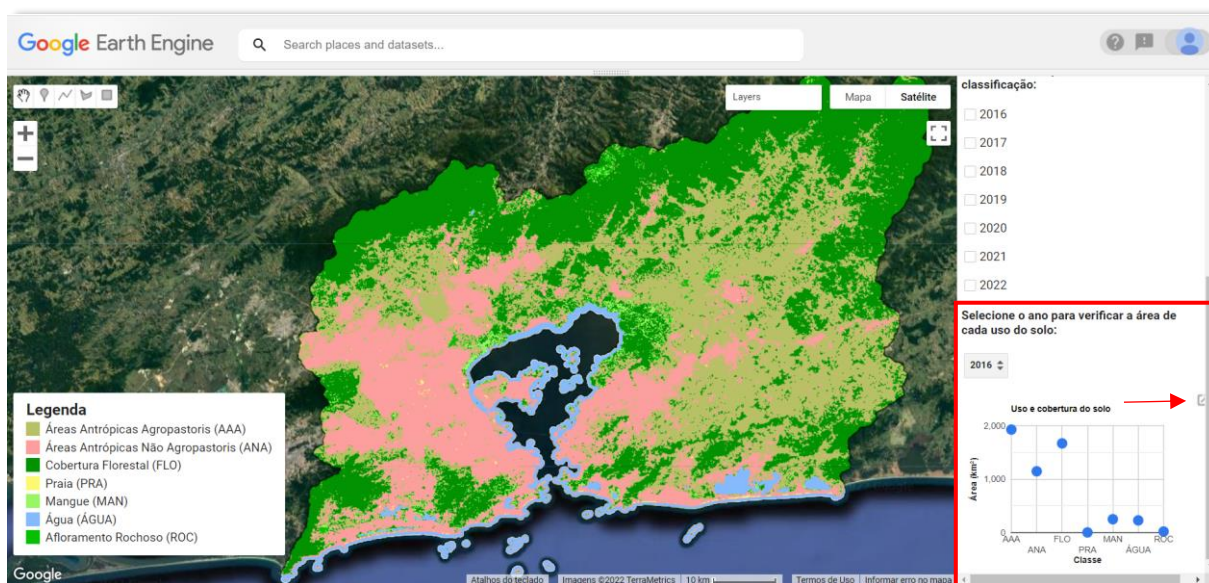 Google Earth Engine
Search places and datasets...
Layers
Mapa
Satélite
classificação:
2016
2017
2018
2019
2020
2021
2022
Selecione o ano para verificar a área de
cada uso do solo:
2016
Uso e cobertura do solo
2,000
1,000
0
Área (km²)
AAA
ANA
FLO
PRA
MAN
ÁGUA
ROC
Classe
Legenda
Áreas Antrópicas Agropastoris (AAA)
Áreas Antrópicas Não Agropastoris (ANA)
Cobertura Florestal (FLO)
Praia (PRA)
Mangue (MAN)
Água (ÁGUA)
Afloramento Rochoso (ROC)
Google
Atalhos do teclado
Imagens ©2022 TerraMetrics
10 km
Termos de Uso
Informar erro no mapa